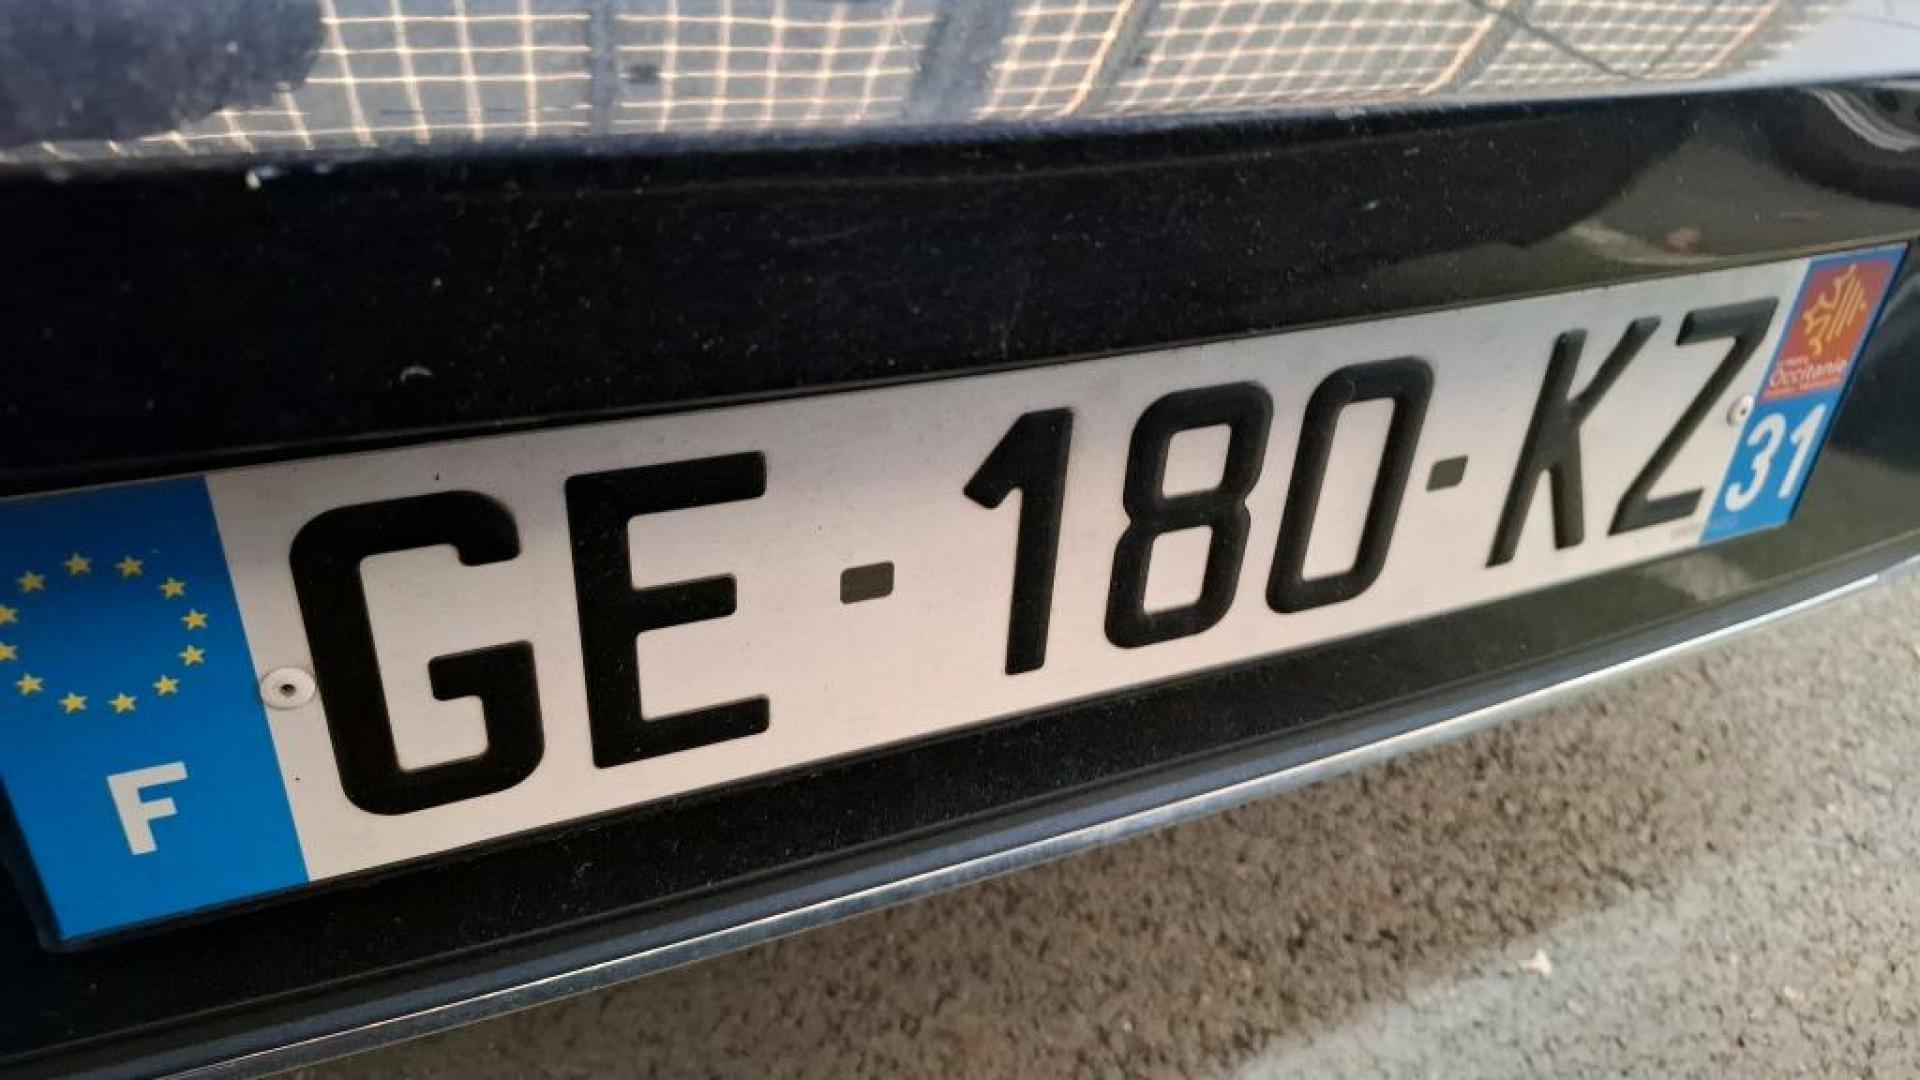 F GE-180-KZ
Occitanie
31